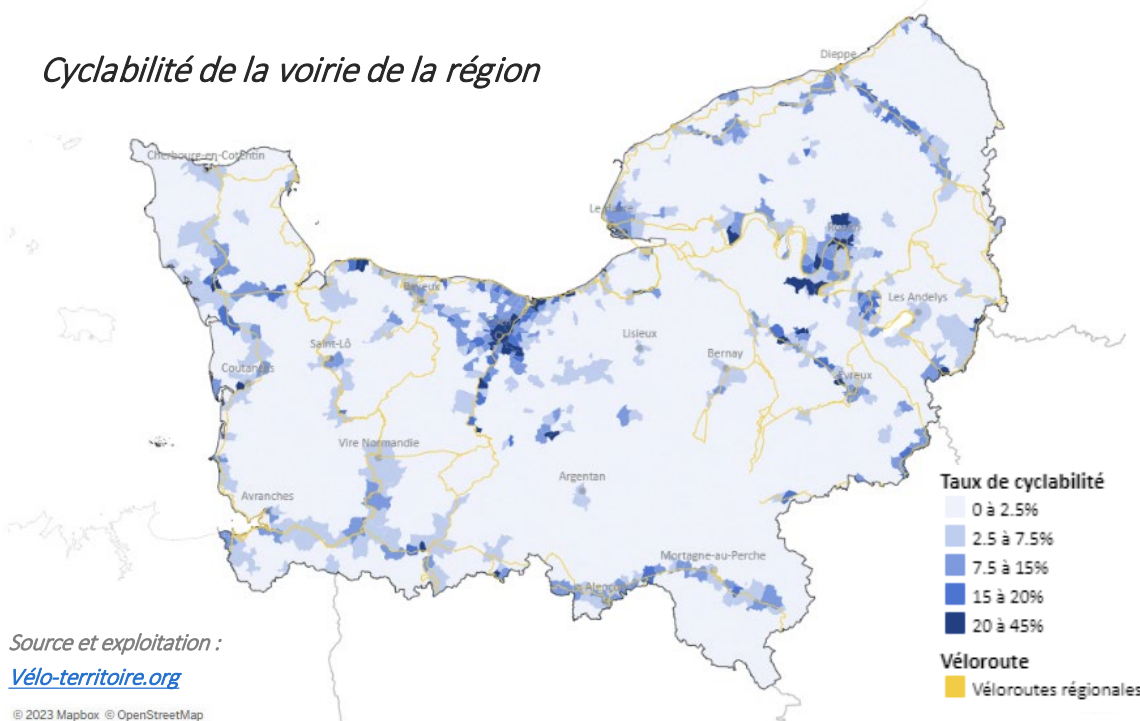 Cyclabilité de la voirie de la région
Dieppe
Cherbourg-en-Cotentin
Le Havre
Rouen
Bayeux
Les Andelys
Lisieux
Saint-Lô
Bernay
Coutances
Évreux
Vire Normandie
Argentan
Avranches
Mortagne-au-Perche
Alençon
Taux de cyclabilité
0 à 2.5%
2.5 à 7.5%
7.5 à 15%
15 à 20%
20 à 45%
Véloroute
Véloroutes régionales
Source et exploitation :
Vélo-territoire.org
© 2023 Mapbox © OpenStreetMap